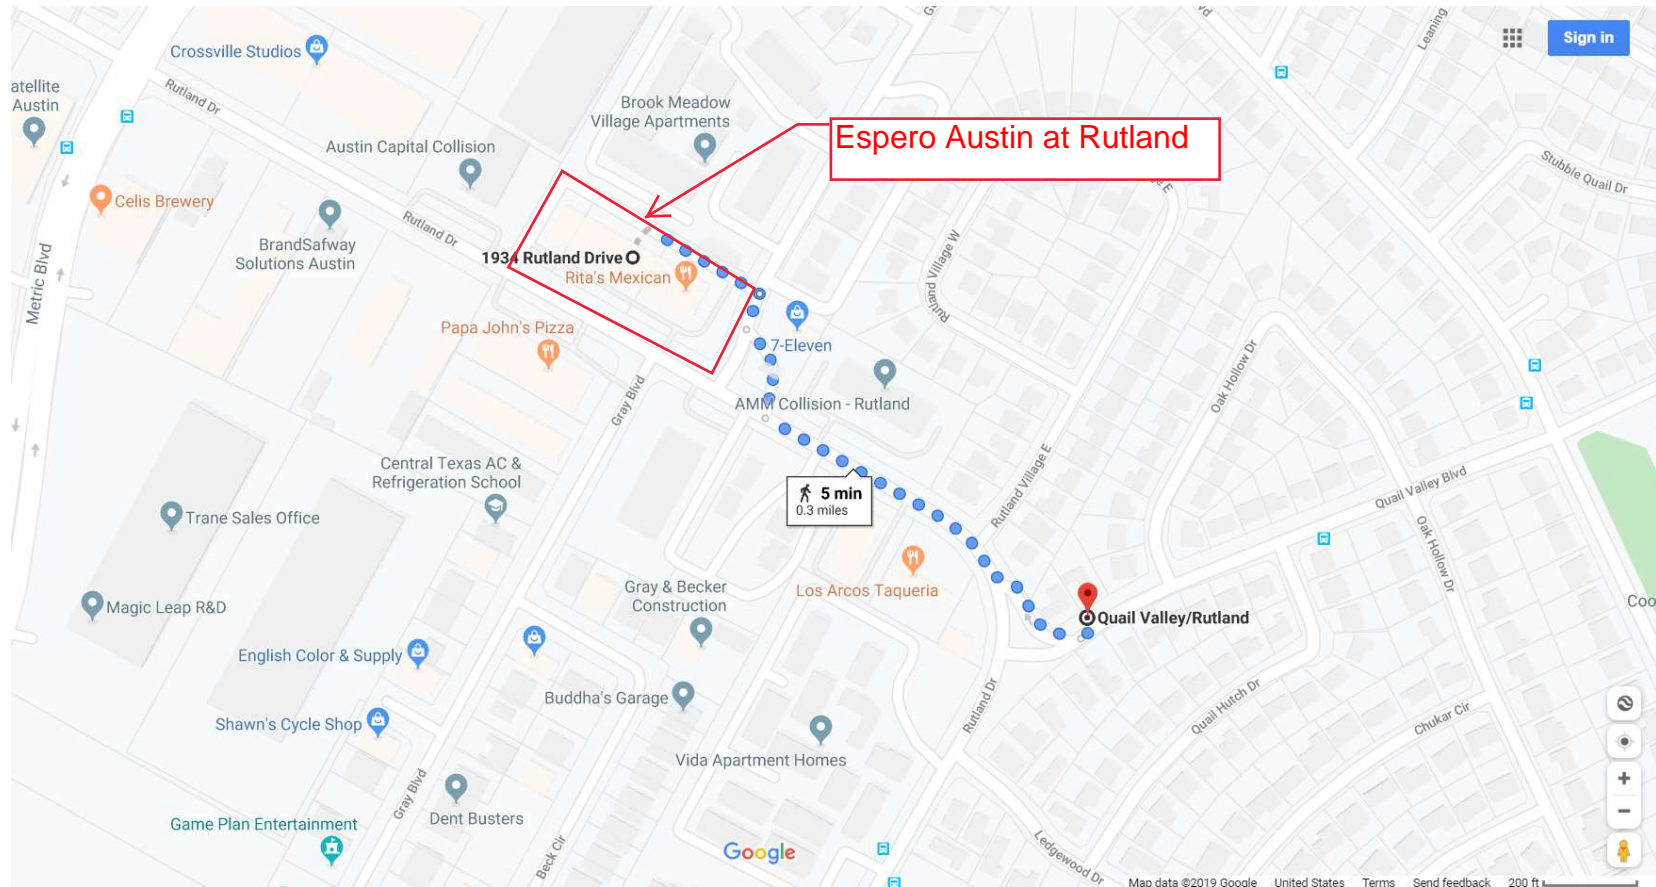 Sign in
Crossville Studios
Leaning
atellite
Austin
Rutland Dr
Brook Meadow
Village Apartments
Espero Austin at Rutland
Austin Capital Collision
Stubble Quail Dr
Celis Brewery
Rutland Dr
BrandSafway
Solutions Austin
1934 Rutland Drive
Rita's Mexican
Rutland Village W
Metric Blvd
Papa John's Pizza
7-Eleven
Gray Blvd
AMM Collision - Rutland
Oak Hollow Dr
Central Texas AC &
Refrigeration School
5 min
0.3 miles
Rutland Village E
Quail Valley Blvd
Trane Sales Office
Oak Hollow Dr
Gray & Becker
Construction
Los Arcos Taqueria
Magic Leap R&D
Quail Valley/Rutland
Coo
English Color & Supply
Buddha's Garage
Rutland Dr
Quail Hutch Dr
Chukar Cir
Shawn's Cycle Shop
Vida Apartment Homes
Gray Blvd
Dent Busters
Game Plan Entertainment
Beck Cir
Google
Ledgewood Dr
Map data ©2019 Google United States Terms Send feedback 200 ft